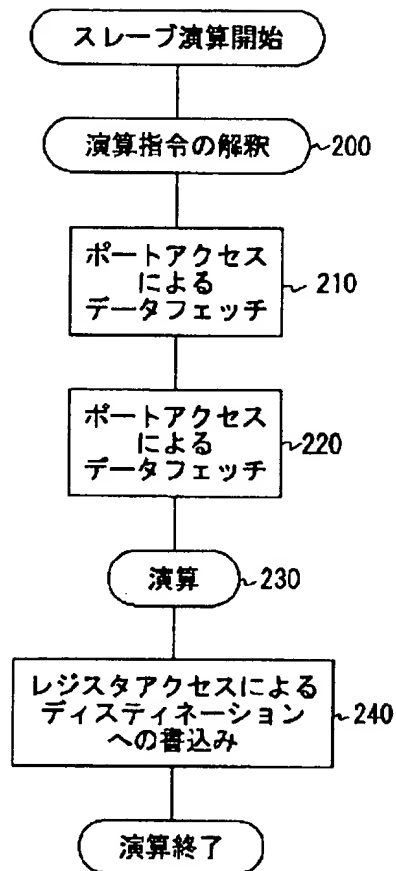 スレーブ演算開始
演算指令の解釈
200
ポートアクセス
による
データフェッチ
210
ポートアクセス
による
データフェッチ
220
演算
230
レジスタアクセスによる
ディスティネーション
への書込み
240
演算終了